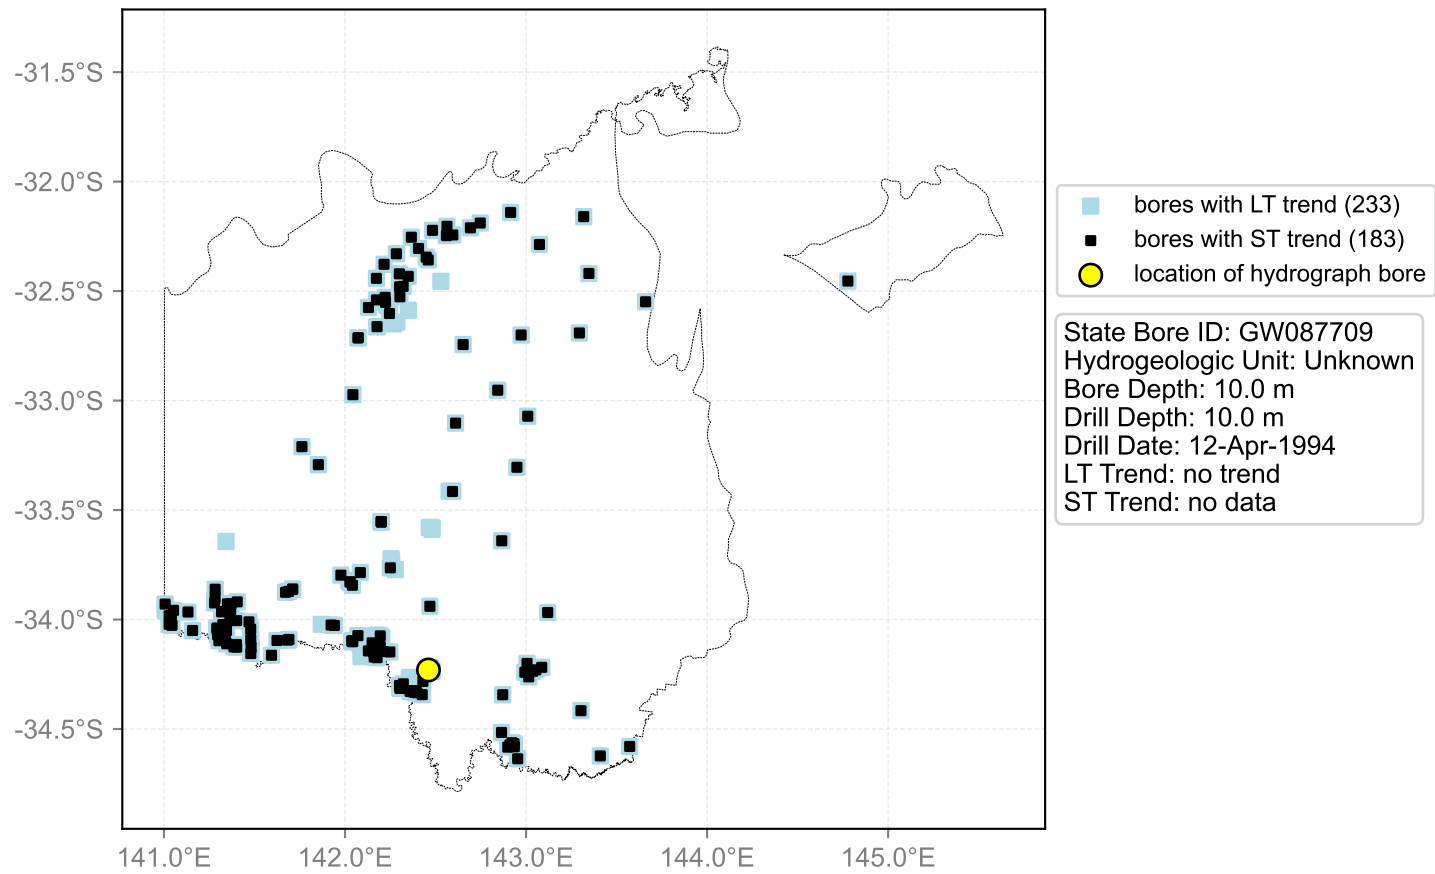 -31.5°S
-32.0°S
-32.5°S
-33.0°S
-33.5°S
-34.0°S
-34.5°S
141.0°E
142.0°E
143.0°E
144.0°E
145.0°E
bores with LT trend (233)
bores with ST trend (183)
location of hydrograph bore
State Bore ID: GW087709
Hydrogeologic Unit: Unknown
Bore Depth: 10.0 m
Drill Depth: 10.0 m
Drill Date: 12-Apr-1994
LT Trend: no trend
ST Trend: no data